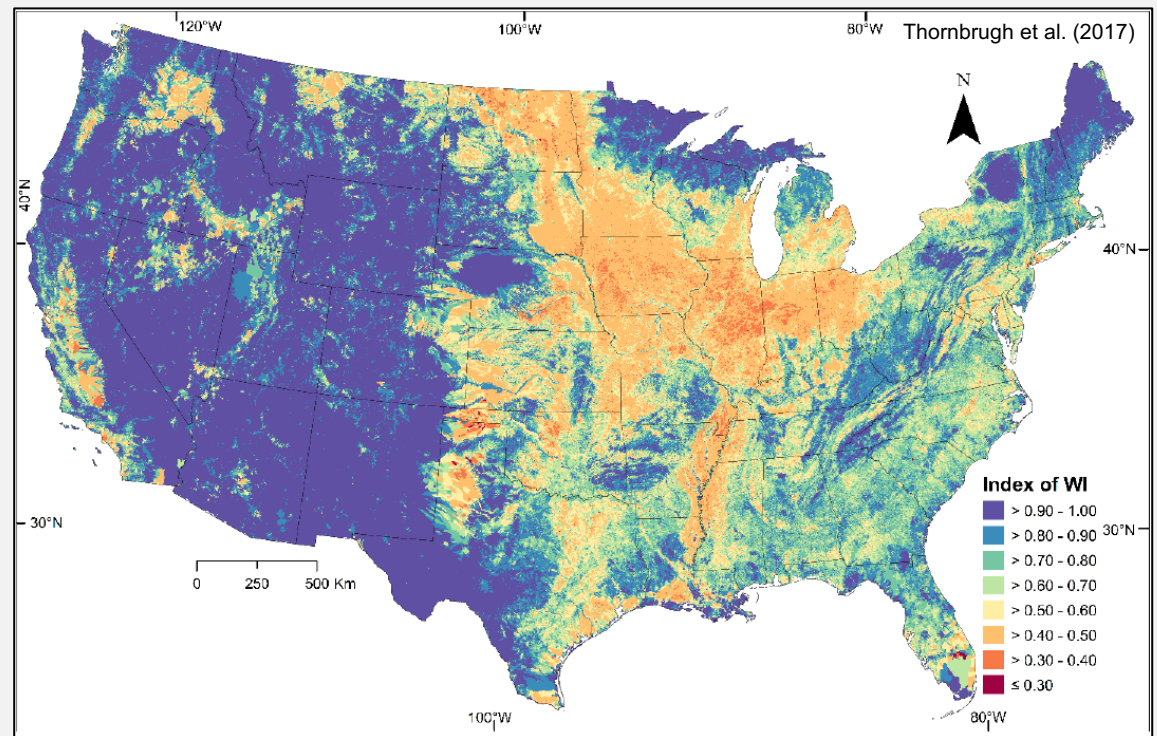 120°W
100°W
80°W
Thornbrugh et al. (2017)
N
40°N
40°N
30°N
30°N
0 250 500 Km
Index of WI
> 0.90 - 1.00
> 0.80 - 0.90
> 0.70 - 0.80
> 0.60 - 0.70
> 0.50 - 0.60
> 0.40 - 0.50
> 0.30 - 0.40
≤ 0.30
100°W
80°W